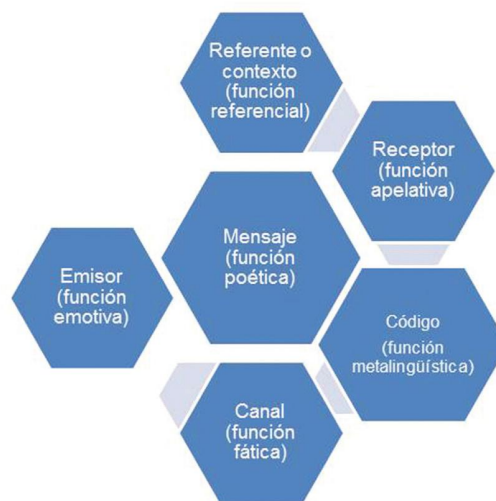 Referente o
contexto
(función
referencial)
Receptor
(función
apelativa)
Mensaje
(función
poética)
Emisor
(función
emotiva)
Código
(función
metalingüística)
Canal
(función
fática)